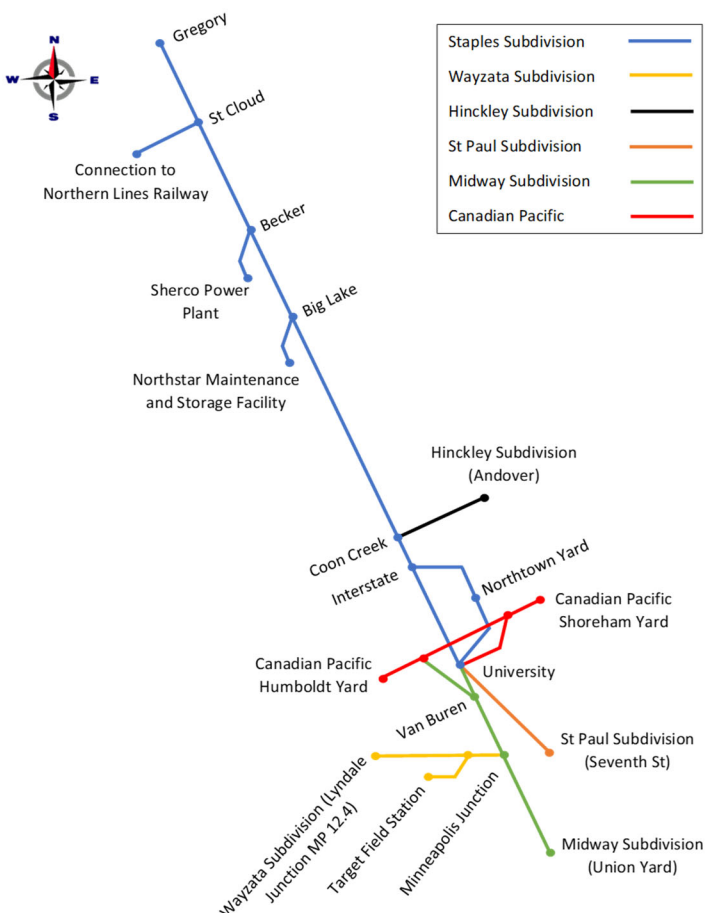 N
W
E
S
Gregory
St Cloud
Connection to
Northern Lines Railway
Becker
Sherco Power
Plant
Big Lake
Northstar Maintenance
and Storage Facility
Staples Subdivision
Wayzata Subdivision
Hinckley Subdivision
St Paul Subdivision
Midway Subdivision
Canadian Pacific
Hinckley Subdivision
(Andover)
Coon Creek
Interstate
Northtown Yard
Canadian Pacific
Shoreham Yard
Canadian Pacific
Humboldt Yard
University
Van Buren
St Paul Subdivision
(Seventh St)
Wayzata Subdivision (Lyndale
Junction MP 12.4)
Target Field Station
Minneapolis Junction
Midway Subdivision
(Union Yard)